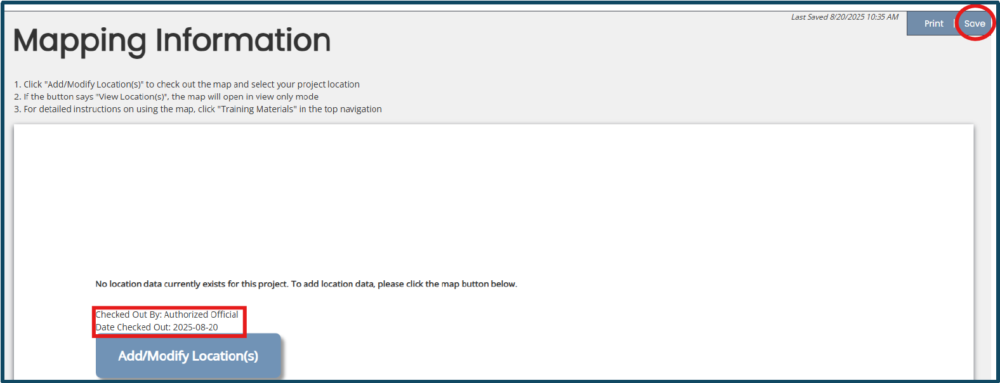 Last Saved 8/20/2025 10:35 AM
Print | Save
Mapping Information
1. Click "Add/Modify Location(s)" to check out the map and select your project location
2. If the button says "View Location(s)", the map will open in view only mode
3. For detailed instructions on using the map, click "Training Materials" in the top navigation
No location data currently exists for this project. To add location data, please click the map button below.
Checked Out By: Authorized Official
Date Checked Out: 2025-08-20
Add/Modify Location(s)